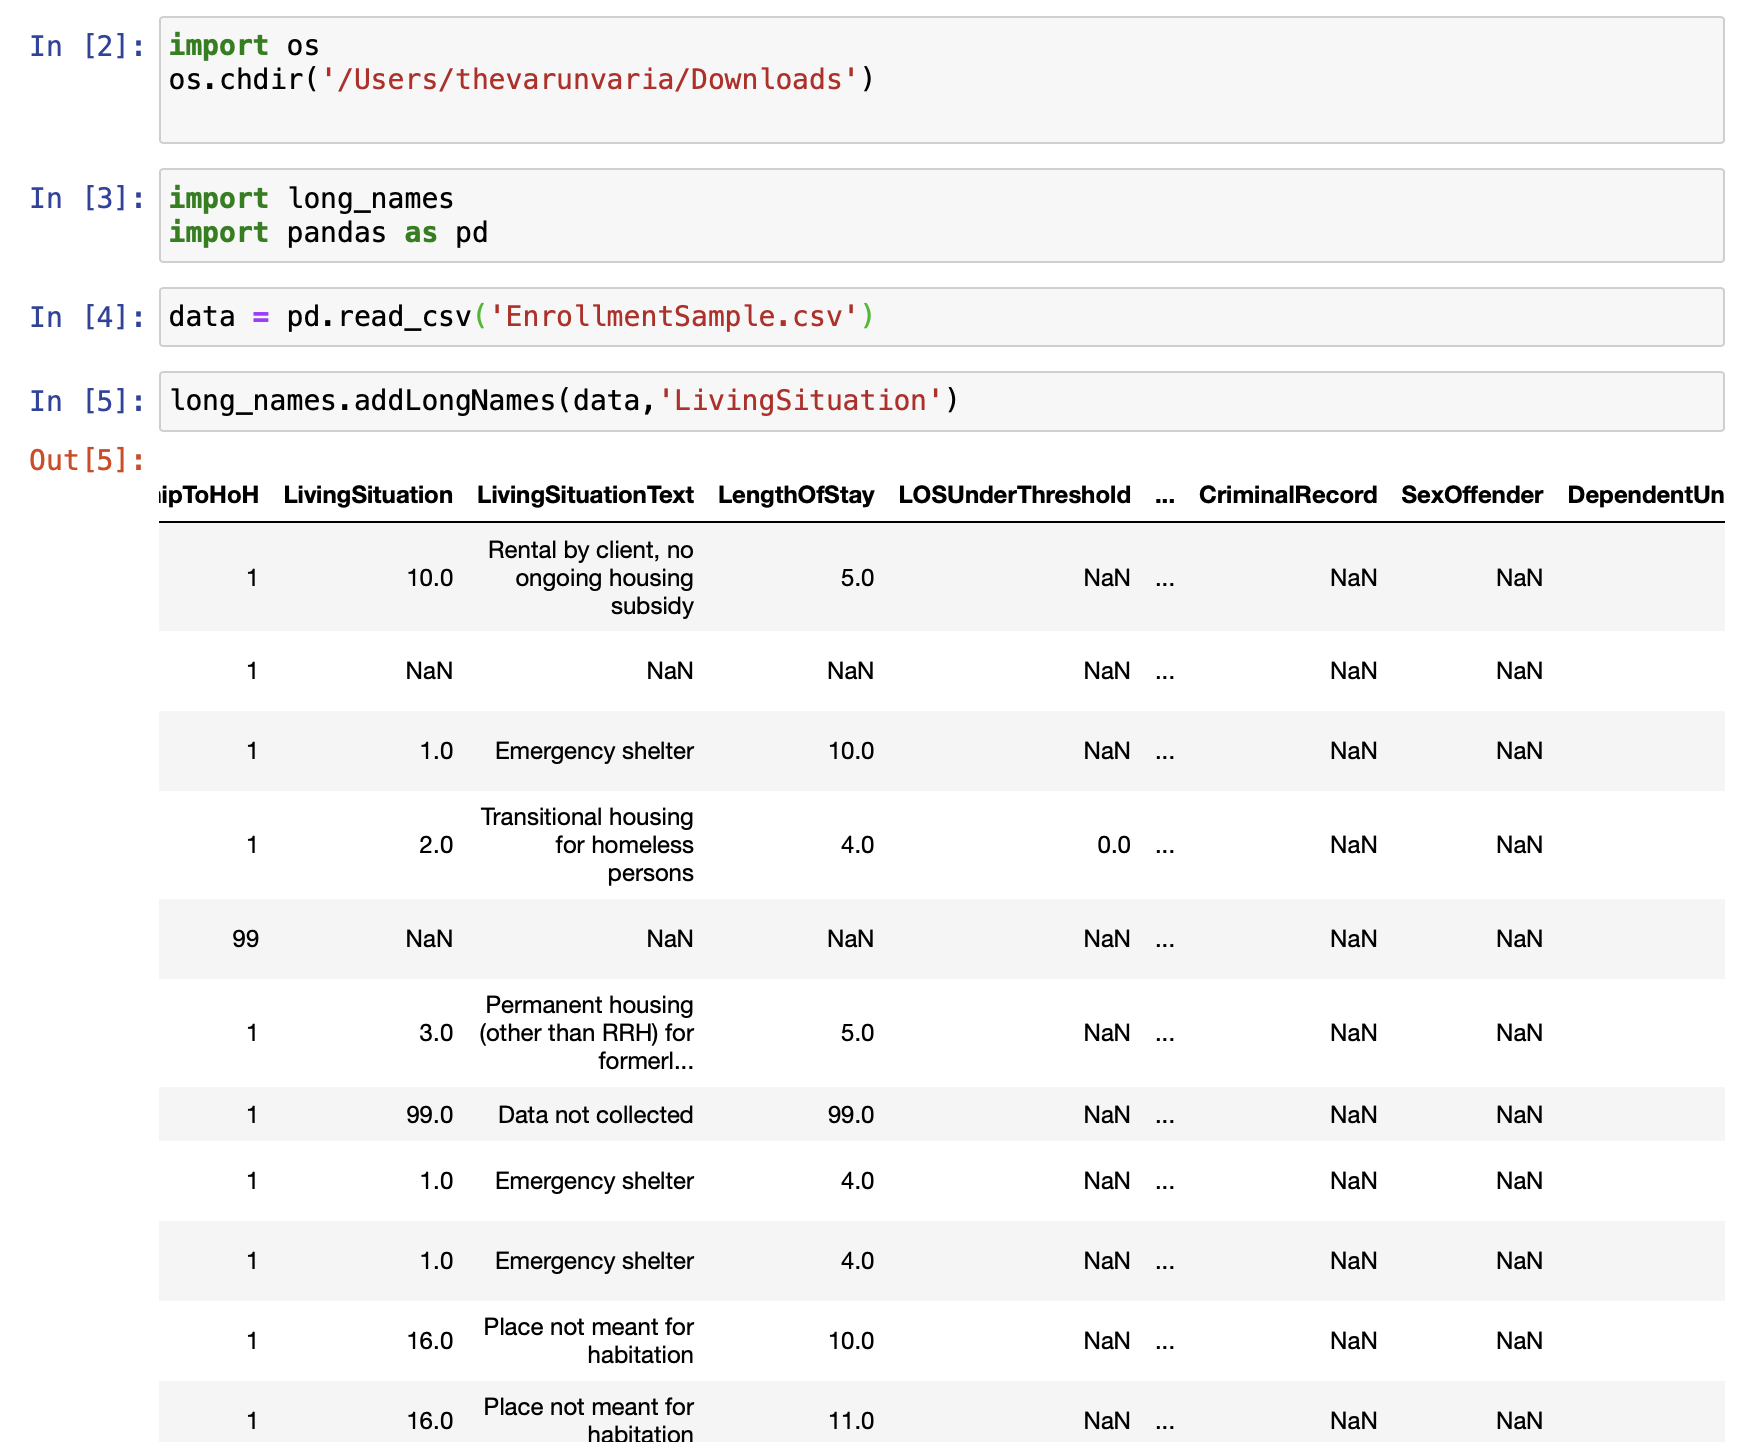 In [2]: import os
os.chdir('/Users/thevarunvaria/Downloads')
In [3]: import long_names
import pandas as pd
In [4]: data = pd.read_csv('EnrollmentSample.csv')
In [5]: long_names.addLongNames(data,'LivingSituation')
Out[5]:
ipToHoH LivingSituation LivingSituationText LengthOfStay LOSUnderThreshold ... CriminalRecord SexOffender DependentUn
Rental by client, no
1 10.0 ongoing housing 5.0 NaN ... NaN NaN
subsidy
1 NaN NaN NaN NaN ... NaN NaN
1 1.0 Emergency shelter 10.0 NaN ... NaN NaN
Transitional housing
1 2.0 for homeless 4.0 0.0 ... NaN NaN
persons
99 NaN NaN NaN NaN ... NaN NaN
Permanent housing
1 3.0 (other than RRH) for 5.0 NaN ... NaN NaN
formerl...
1 99.0 Data not collected 99.0 NaN ... NaN NaN
1 1.0 Emergency shelter 4.0 NaN ... NaN NaN
1 1.0 Emergency shelter 4.0 NaN ... NaN NaN
Place not meant for
1 16.0 habitation 10.0 NaN ... NaN NaN
Place not meant for
1 16.0 habitation 11.0 NaN ... NaN NaN